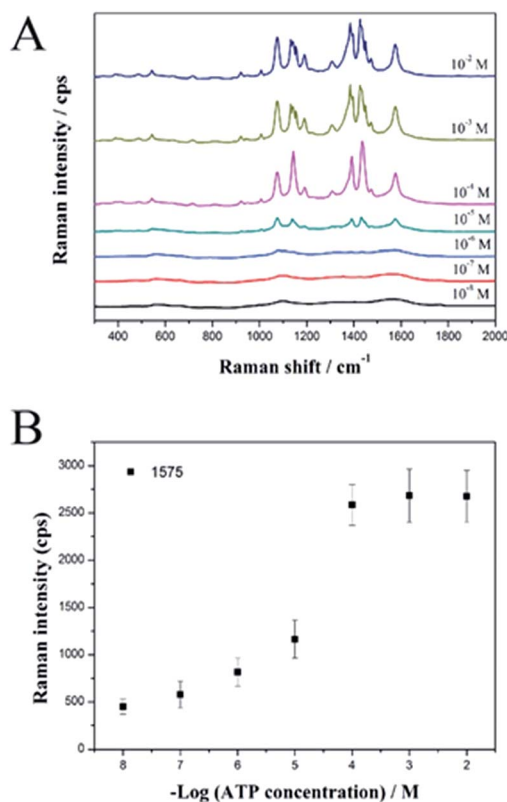 A
Raman intensity / cps
10⁻² M
10⁻³ M
10⁻⁴ M
10⁻⁵ M
10⁻⁶ M
10⁻⁷ M
10⁻⁸ M
400 600 800 1000 1200 1400 1600 1800 2000
Raman shift / cm⁻¹
B
Raman intensity (cps)
3000
2500
2000
1500
1000
500
0
■ 1575
8 7 6 5 4 3 2
-Log (ATP concentration) / M